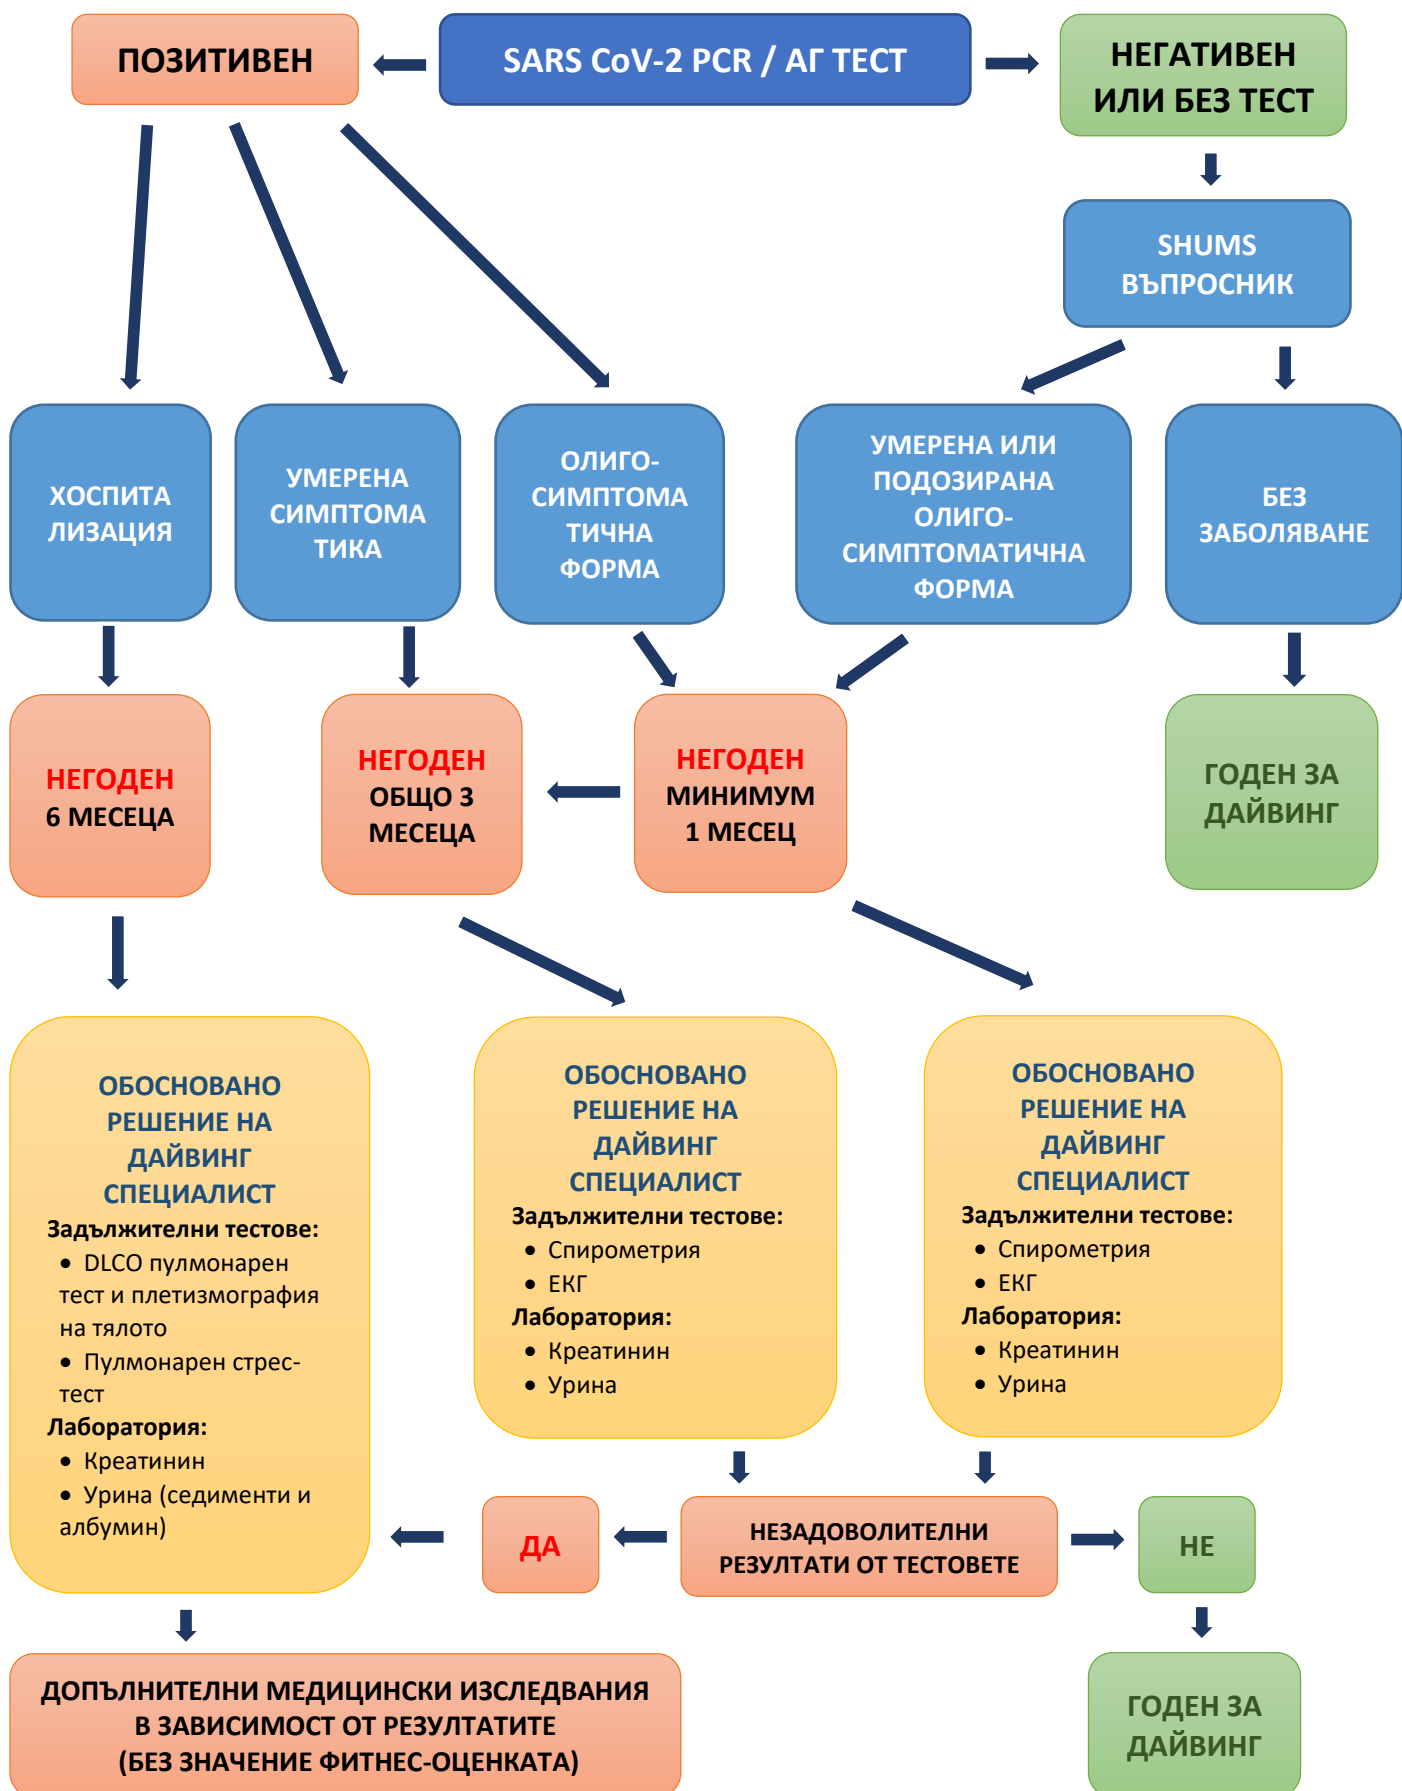 ПОЗИТИВЕН
SARS CoV-2 PCR / АГ ТЕСТ
НЕГАТИВЕН
ИЛИ БЕЗ ТЕСТ
SHUMS
ВЪПРОСНИК
ХОСПИТА
ЛИЗАЦИЯ
УМЕРЕНА
СИМПТОМА
ТИКА
ОЛИГО-
СИМПТОМА
ТИЧНА
ФОРМА
УМЕРЕНА ИЛИ
ПОДОЗИРАНА
ОЛИГО-
СИМПТОМАТИЧНА
ФОРМА
БЕЗ
ЗАБОЛЯВАНЕ
НЕГОДЕН
6 МЕСЕЦА
НЕГОДЕН
ОБЩО 3
МЕСЕЦА
НЕГОДЕН
МИНИМУМ
1 МЕСЕЦ
ГОДЕН ЗА
ДАЙВИНГ
ОБОСНОВАНО
РЕШЕНИЕ НА
ДАЙВИНГ
СПЕЦИАЛИСТ
Задължителни тестове:
• DLCO пулмонарен
тест и плетизмография
на тялото
• Пулмонарен стрес-
тест
Лаборатория:
• Креатинин
• Урина (седименти и
албумин)
ОБОСНОВАНО
РЕШЕНИЕ НА
ДАЙВИНГ
СПЕЦИАЛИСТ
Задължителни тестове:
• Спирометрия
• ЕКГ
Лаборатория:
• Креатинин
• Урина
ОБОСНОВАНО
РЕШЕНИЕ НА
ДАЙВИНГ
СПЕЦИАЛИСТ
Задължителни тестове:
• Спирометрия
• ЕКГ
Лаборатория:
• Креатинин
• Урина
ДА
НЕЗАДОВОЛИТЕЛНИ
РЕЗУЛТАТИ ОТ ТЕСТОВЕТЕ
НЕ
ДОПЪЛНИТЕЛНИ МЕДИЦИНСКИ ИЗСЛЕДВАНИЯ
В ЗАВИСИМОСТ ОТ РЕЗУЛТАТИТЕ
(БЕЗ ЗНАЧЕНИЕ ФИТНЕС-ОЦЕНКАТА)
ГОДЕН ЗА
ДАЙВИНГ